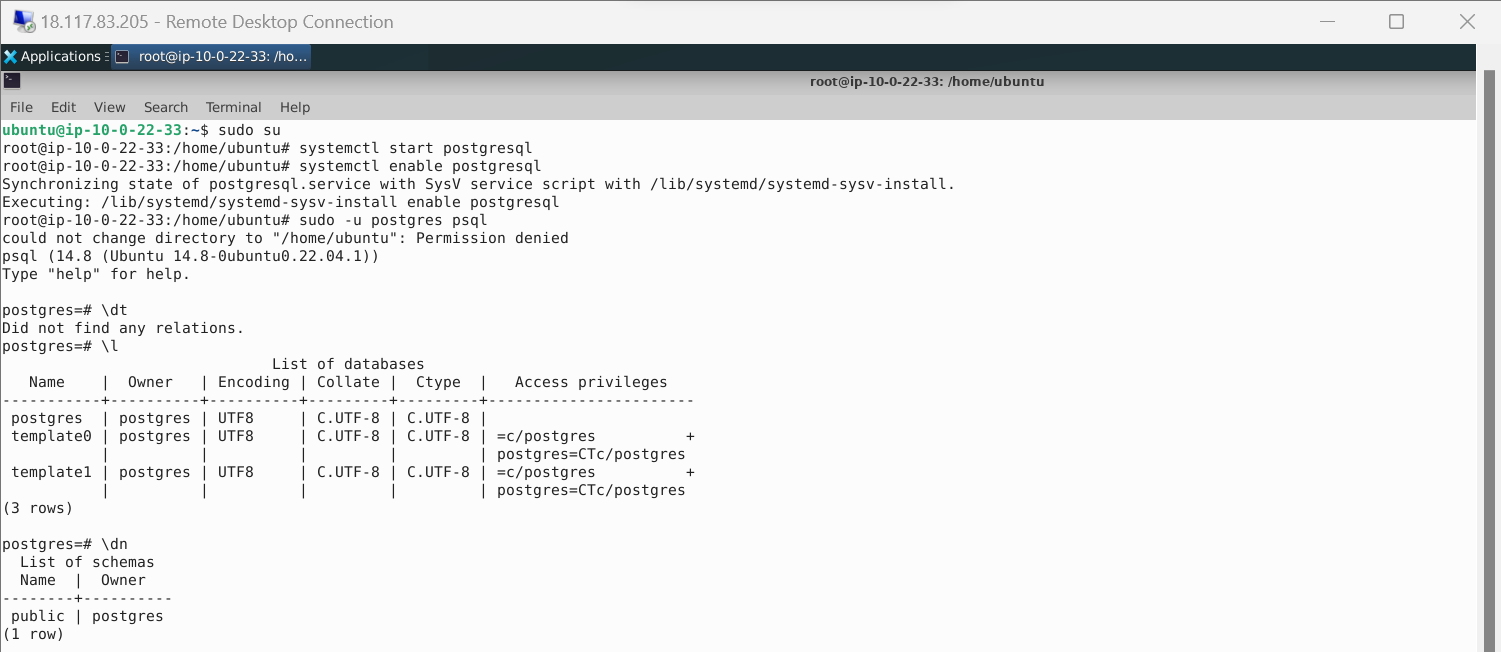 18.117.83.205 - Remote Desktop Connection
Applications root@ip-10-0-22-33: /ho...
root@ip-10-0-22-33: /home/ubuntu
File Edit View Search Terminal Help
ubuntu@ip-10-0-22-33:~$ sudo su
root@ip-10-0-22-33:/home/ubuntu# systemctl start postgresql
root@ip-10-0-22-33:/home/ubuntu# systemctl enable postgresql
Synchronizing state of postgresql.service with SysV service script with /lib/systemd/systemd-sysv-install.
Executing: /lib/systemd/systemd-sysv-install enable postgresql
root@ip-10-0-22-33:/home/ubuntu# sudo -u postgres psql
could not change directory to "/home/ubuntu": Permission denied
psql (14.8 (Ubuntu 14.8-0ubuntu0.22.04.1))
Type "help" for help.

postgres=# \dt
Did not find any relations.
postgres=# \l
                              List of databases
   Name    |  Owner   | Encoding | Collate |  Ctype  |   Access privileges
-----------+----------+----------+---------+---------+-----------------------
 postgres  | postgres | UTF8     | C.UTF-8 | C.UTF-8 |
 template0 | postgres | UTF8     | C.UTF-8 | C.UTF-8 | =c/postgres          +
           |          |          |         |         | postgres=CTc/postgres
 template1 | postgres | UTF8     | C.UTF-8 | C.UTF-8 | =c/postgres          +
           |          |          |         |         | postgres=CTc/postgres
(3 rows)

postgres=# \dn
  List of schemas
  Name  |  Owner
--------+----------
 public | postgres
(1 row)